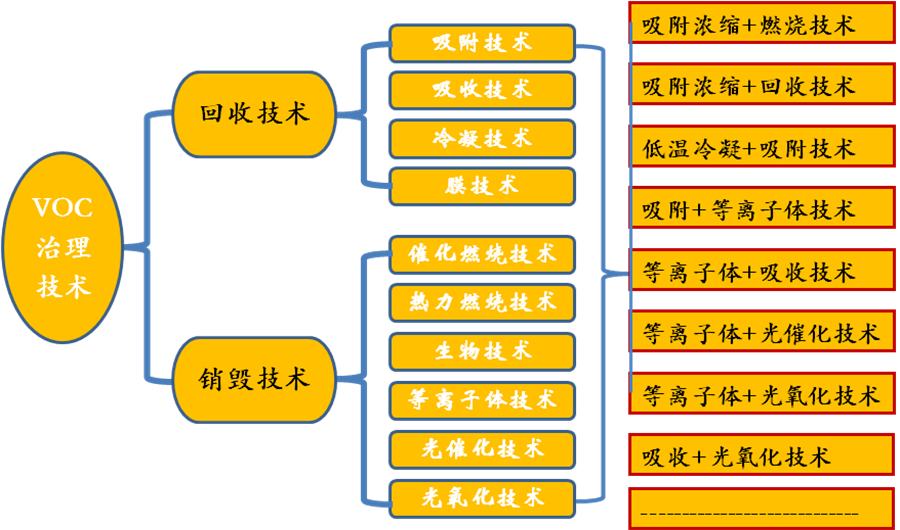 VOC
治理
技术
回收技术
销毁技术
吸附技术
吸收技术
冷凝技术
膜技术
催化燃烧技术
热力燃烧技术
生物技术
等离子体技术
光催化技术
光氧化技术
吸附浓缩+燃烧技术
吸附浓缩+回收技术
低温冷凝+吸附技术
吸附+等离子体技术
等离子体+吸收技术
等离子体+光催化技术
等离子体+光氧化技术
吸收+光氧化技术